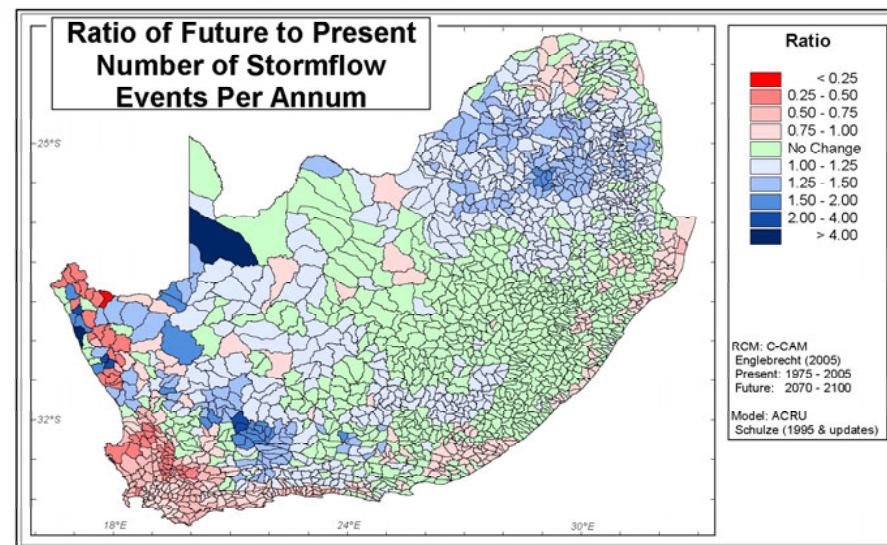 Ratio of Future to Present
Number of Stormflow
Events Per Annum
Ratio
< 0.25
0.25 - 0.50
0.50 - 0.75
0.75 - 1.00
No Change
1.00 - 1.25
1.25 - 1.50
1.50 - 2.00
2.00 - 4.00
> 4.00
25°S
32°S
18°E
24°E
30°E
RCM: C-CAM
Englebrecht (2005)
Present: 1975 - 2005
Future: 2070 - 2100
Model: ACRU
Schulze (1995 & updates)